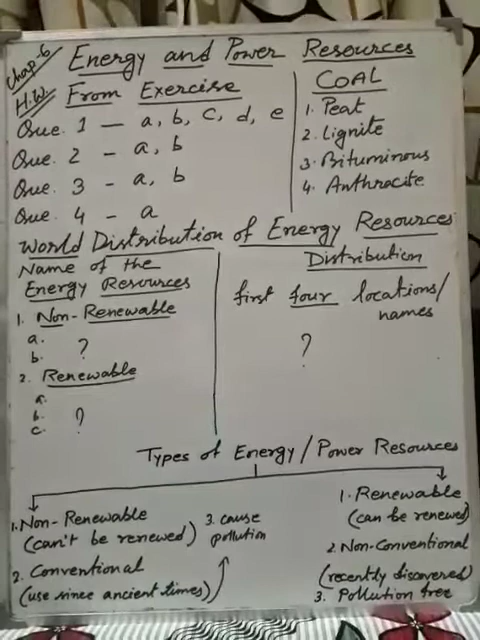 Chap. 6
Energy and Power Resources
H.W. From Exercise
Que. 1 — a, b, c, d, e
Que. 2 - a, b
Que. 3 - a, b
Que. 4 - a
COAL
1. Peat
2. Lignite
3. Bituminous
4. Anthracite
World Distribution of Energy Resources
Name of the
Energy Resources
1. Non-Renewable
a.
b. ?
2. Renewable
a.
b. ?
c.
Distribution
first four locations/
names
?
Types of Energy/Power Resources
1. Non-Renewable
(can't be renewed)
2. Conventional
(use since ancient times)
3. cause
pollution
1. Renewable
(can be renewed)
2. Non-Conventional
(recently discovered)
3. Pollution free